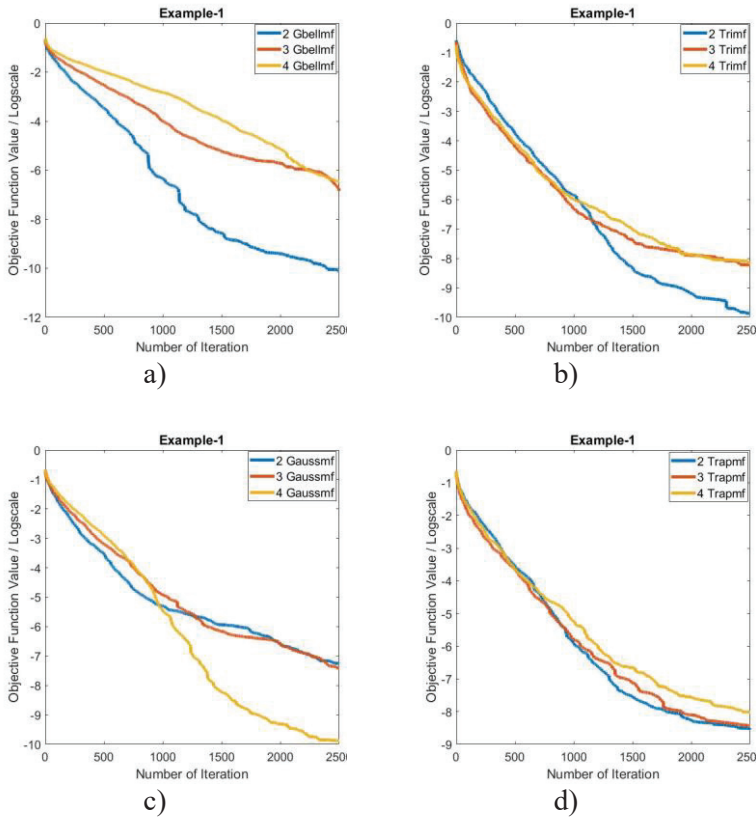 Example-1
2 Gbellmf
3 Gbellmf
4 Gbellmf
Objective Function Value / Logscale
0
-2
-4
-6
-8
-10
-12
0 500 1000 1500 2000 2500
Number of Iteration
a)
Example-1
2 Trimf
3 Trimf
4 Trimf
Objective Function Value / Logscale
0
-1
-2
-3
-4
-5
-6
-7
-8
-9
-10
0 500 1000 1500 2000 2500
Number of Iteration
b)
Example-1
2 Gaussmf
3 Gaussmf
4 Gaussmf
Objective Function Value / Logscale
0
-1
-2
-3
-4
-5
-6
-7
-8
-9
-10
0 500 1000 1500 2000 2500
Number of Iteration
c)
Example-1
2 Trapmf
3 Trapmf
4 Trapmf
Objective Function Value / Logscale
0
-1
-2
-3
-4
-5
-6
-7
-8
-9
0 500 1000 1500 2000 2500
Number of Iteration
d)